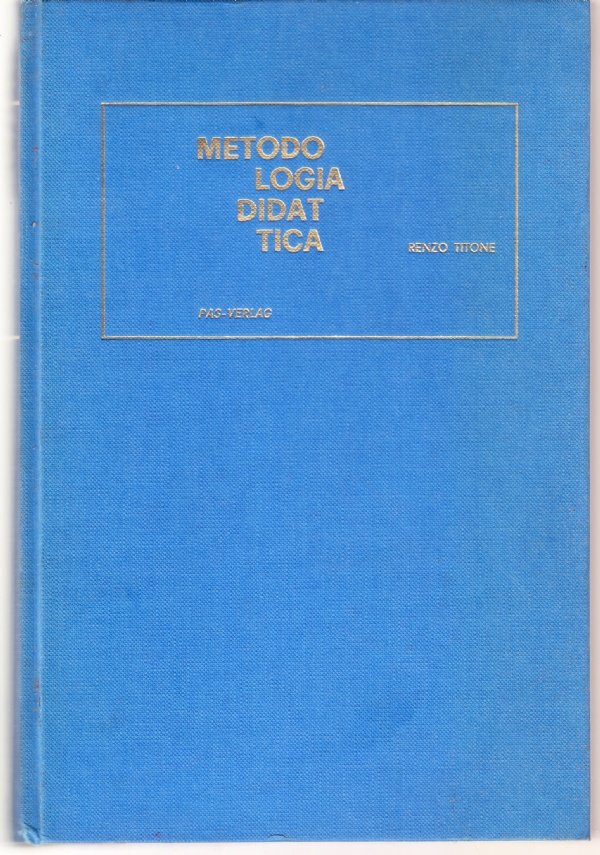 METODO
LOGIA
DIDAT
TICA
RENZO TITONE
PAS-VERLAG